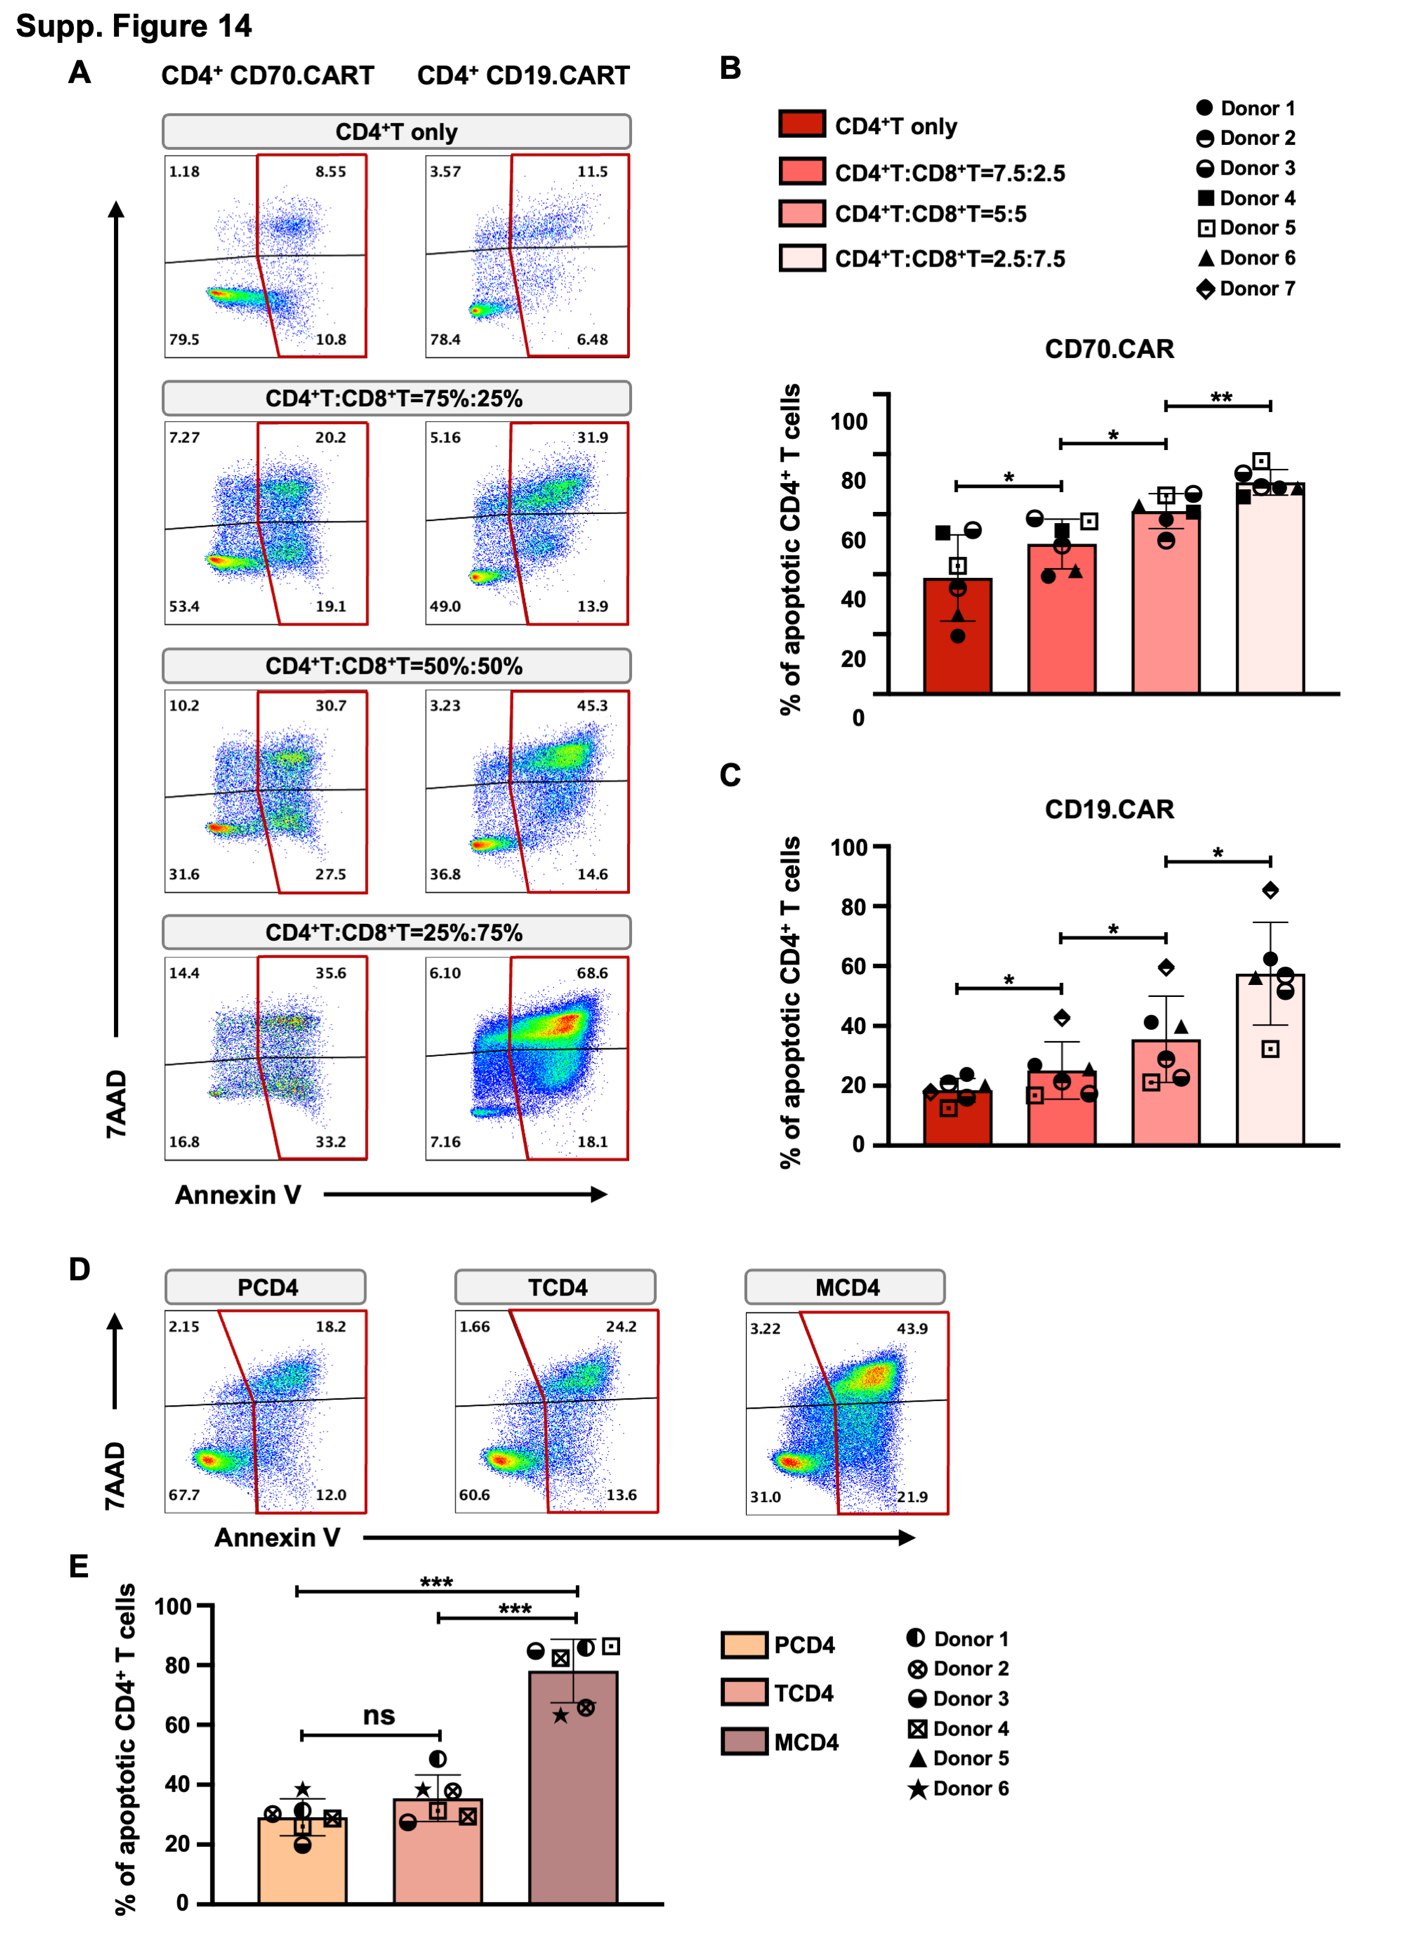 Supp. Figure 14
A
CD4+ CD70.CART
CD4+ CD19.CART
CD4+T only
1.18
8.55
79.5
10.8
3.57
11.5
78.4
6.48
CD4+T:CD8+T=75%:25%
7.27
20.2
53.4
19.1
5.16
31.9
49.0
13.9
CD4+T:CD8+T=50%:50%
10.2
30.7
31.6
27.5
3.23
45.3
36.8
14.6
CD4+T:CD8+T=25%:75%
14.4
35.6
16.8
33.2
6.10
68.6
7.16
18.1
7AAD
Annexin V
B
CD4+T only
CD4+T:CD8+T=7.5:2.5
CD4+T:CD8+T=5:5
CD4+T:CD8+T=2.5:7.5
Donor 1
Donor 2
Donor 3
Donor 4
Donor 5
Donor 6
Donor 7
CD70.CAR
% of apoptotic CD4+ T cells
100
80
60
40
20
0
*
*
**
C
CD19.CAR
% of apoptotic CD4+ T cells
100
80
60
40
20
0
*
*
*
D
PCD4
2.15
18.2
67.7
12.0
TCD4
1.66
24.2
60.6
13.6
MCD4
3.22
43.9
31.0
21.9
7AAD
Annexin V
E
% of apoptotic CD4+ T cells
100
80
60
40
20
0
***
***
ns
PCD4
TCD4
MCD4
Donor 1
Donor 2
Donor 3
Donor 4
Donor 5
Donor 6